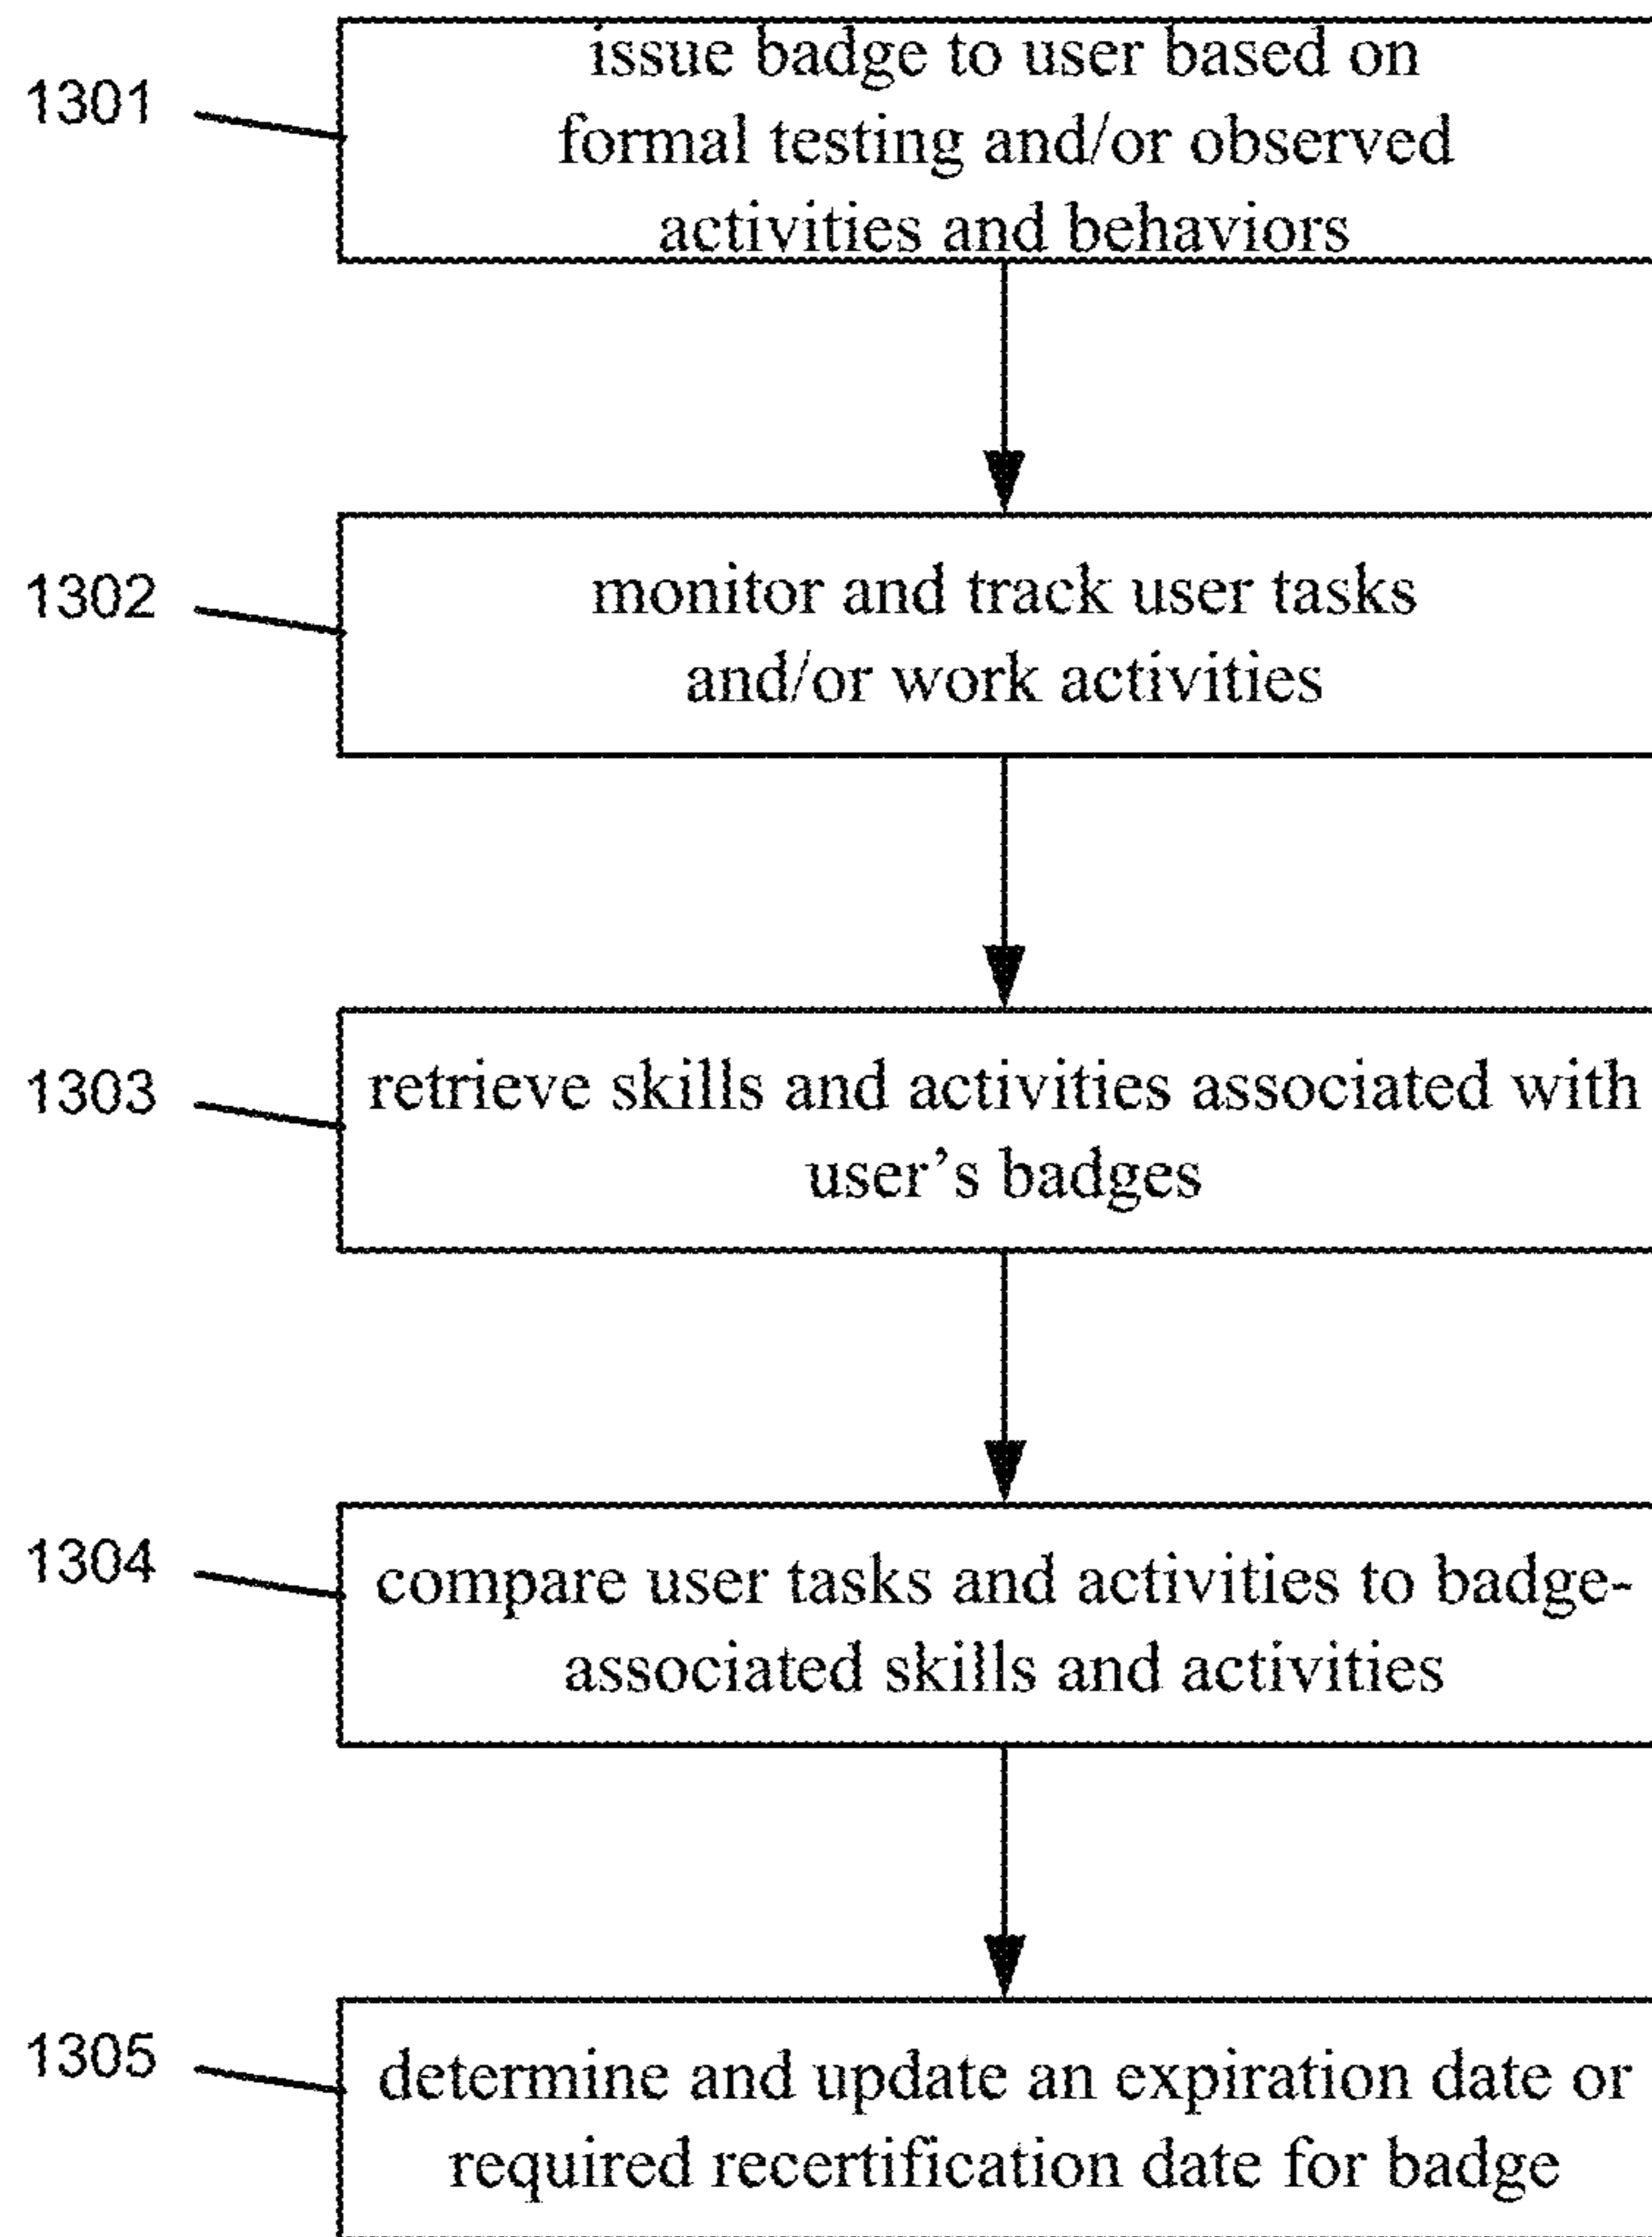 issue badge to user based on
1301
formal testing and/or observed
activities and behaviors
1302
monitor and track user tasks
and/or work activities
1303
retrieve skills and activities associated with
user’s badges
1304
compare user tasks and activities to badge-
associated skills and activities
1305
determine and update an expiration date or
required recertification date for badge